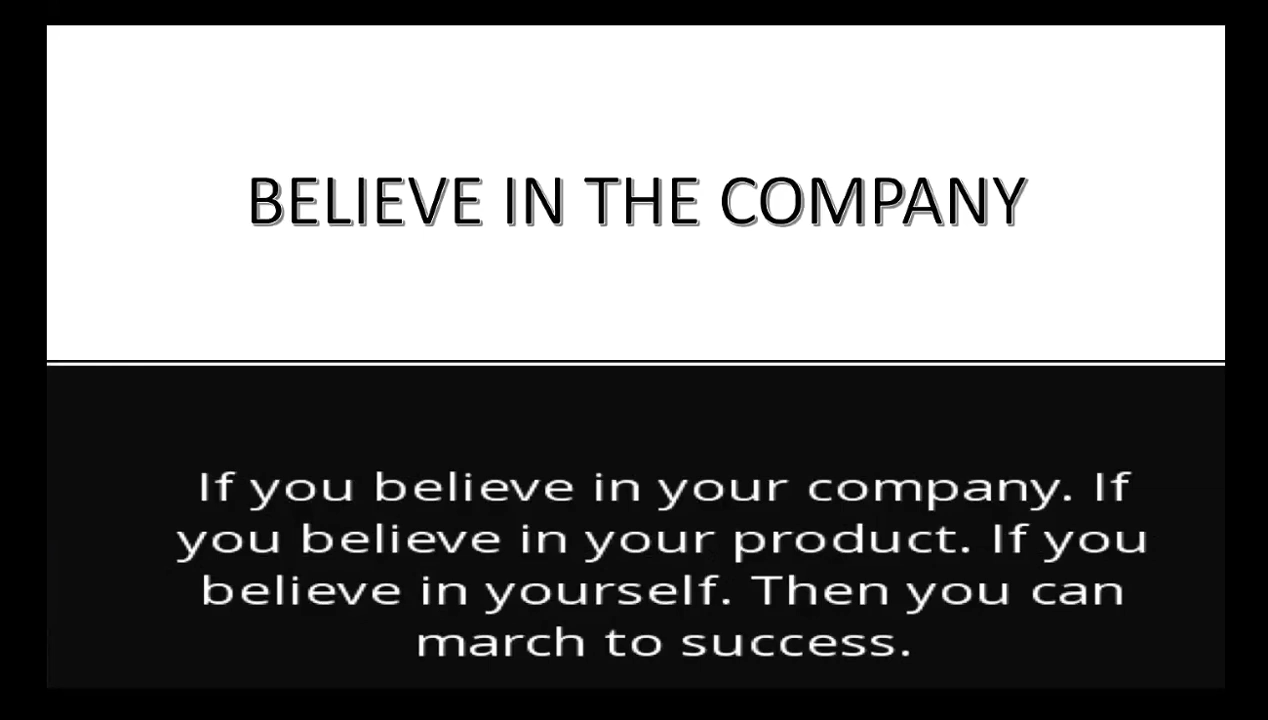 BELIEVE IN THE COMPANY
If you believe in your company. If
you believe in your product. If you
believe in yourself. Then you can
march to success.